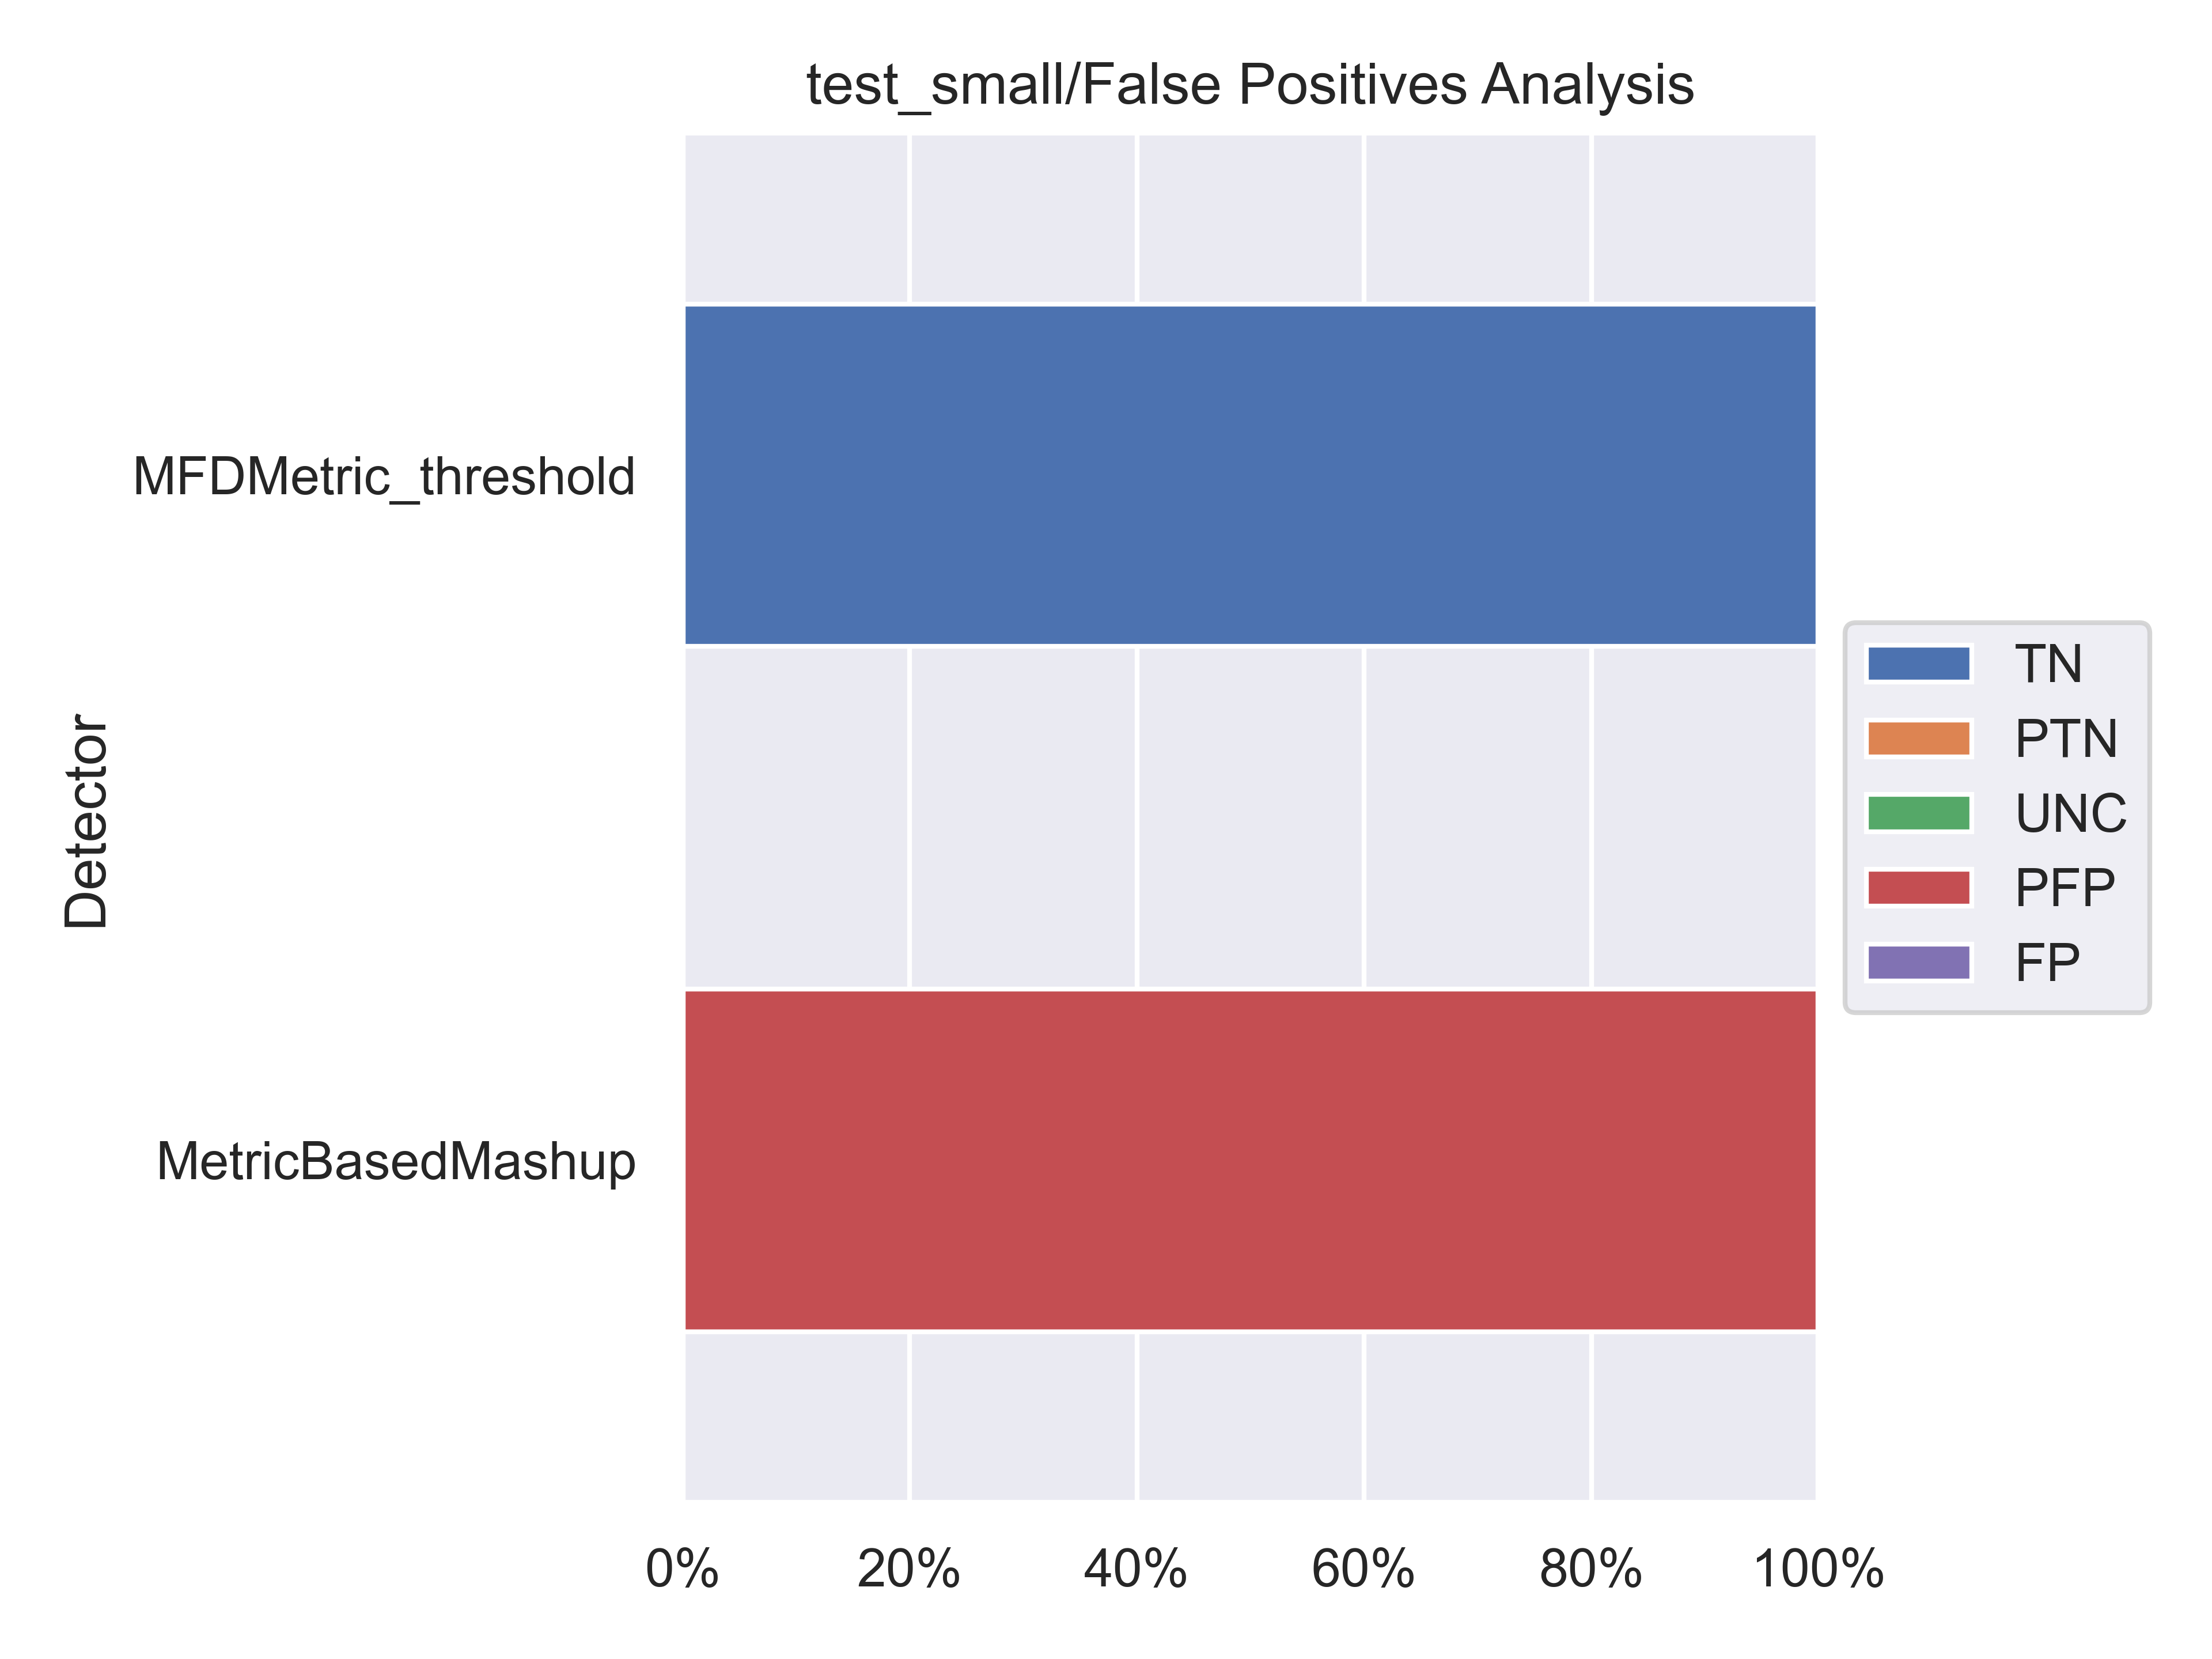 test_small/False Positives Analysis
MFDMetric_threshold
MetricBasedMashup
Detector
0%
20%
40%
60%
80%
100%
TN
PTN
UNC
PFP
FP